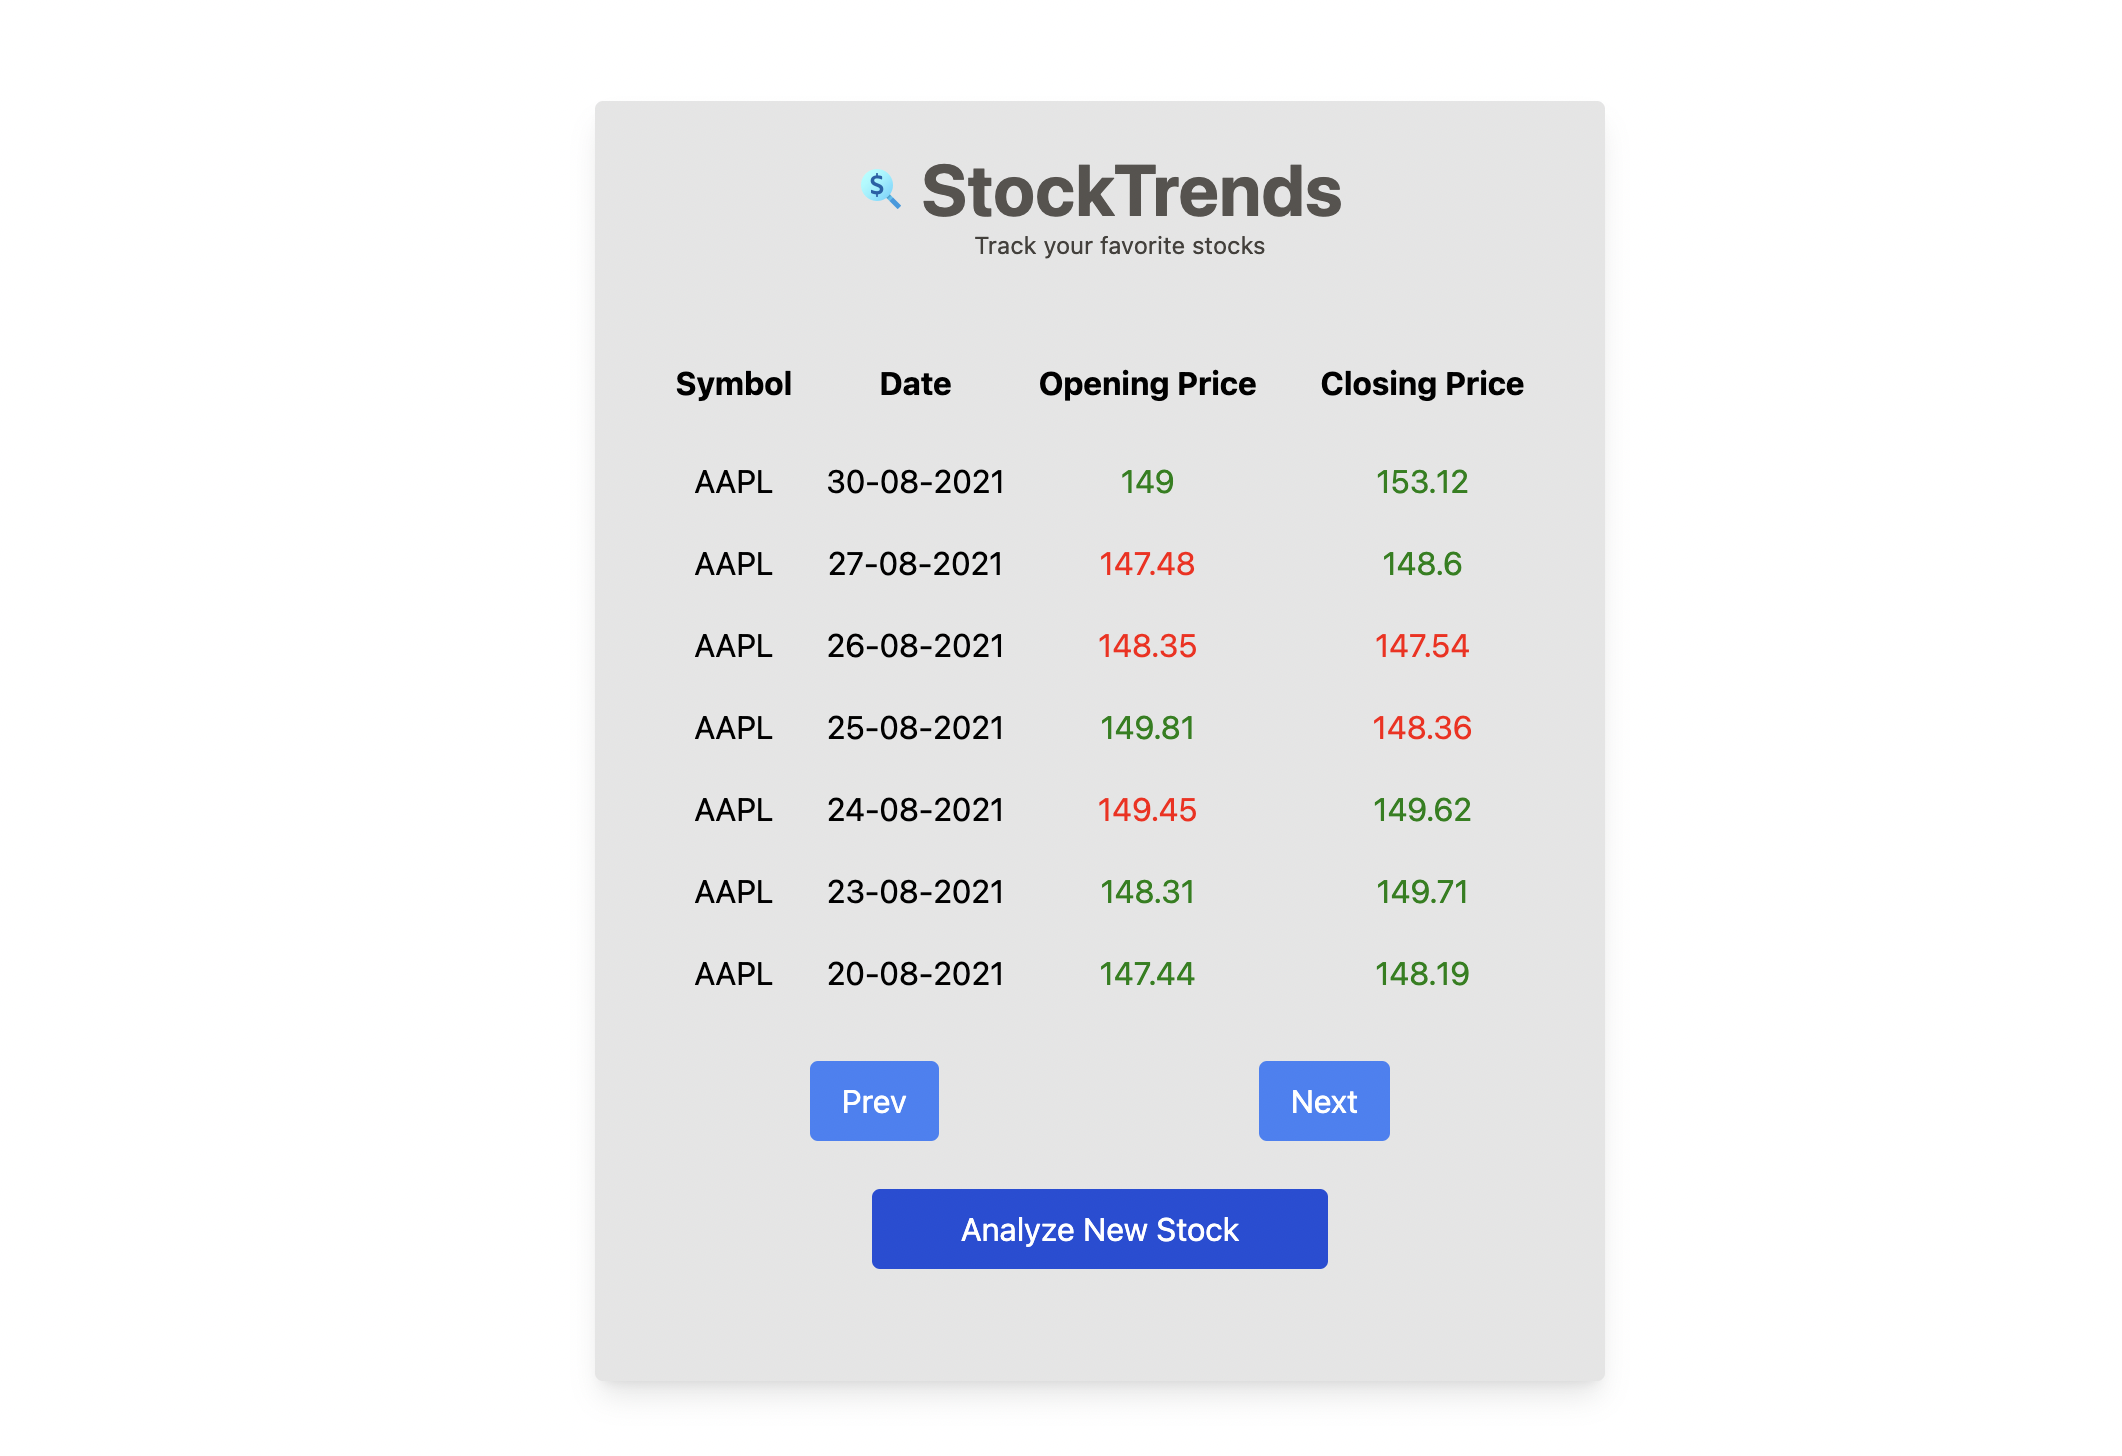 $ StockTrends
Track your favorite stocks
Symbol Date Opening Price Closing Price
AAPL 30-08-2021 149 153.12
AAPL 27-08-2021 147.48 148.6
AAPL 26-08-2021 148.35 147.54
AAPL 25-08-2021 149.81 148.36
AAPL 24-08-2021 149.45 149.62
AAPL 23-08-2021 148.31 149.71
AAPL 20-08-2021 147.44 148.19
Prev Next
Analyze New Stock